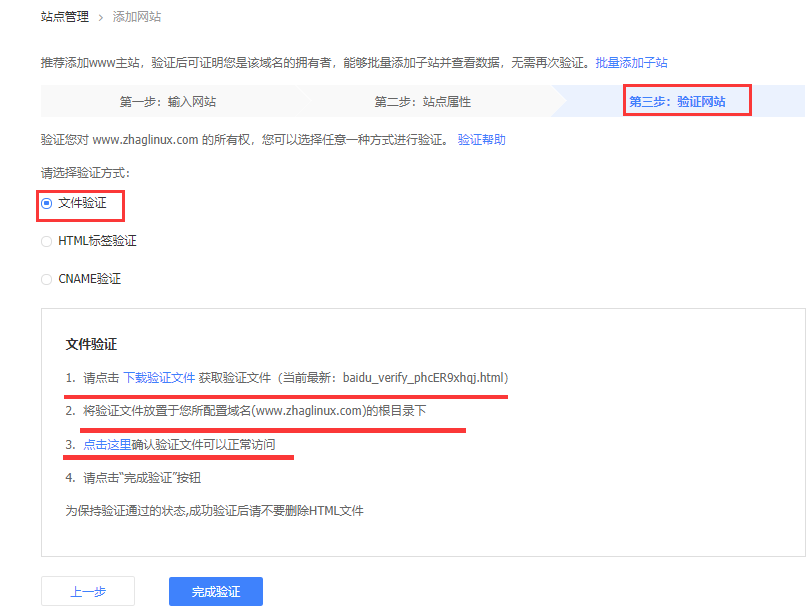 站点管理 > 添加网站
推荐添加www主站，验证后可证明您是该域名的拥有者，能够批量添加子站并查看数据，无需再次验证。批量添加子站
第一步：输入网站 第二步：站点属性 第三步：验证网站
验证您对 www.zhaglinux.com 的所有权，您可以选择任意一种方式进行验证。 验证帮助
请选择验证方式：
文件验证
HTML标签验证
CNAME验证
文件验证
1. 请点击 下载验证文件 获取验证文件（当前最新：baidu_verify_phcER9xhqj.html）
2. 将验证文件放置于您所配置域名(www.zhaglinux.com)的根目录下
3. 点击这里确认验证文件可以正常访问
4. 请点击“完成验证”按钮
为保持验证通过的状态,成功验证后请不要删除HTML文件
上一步 完成验证